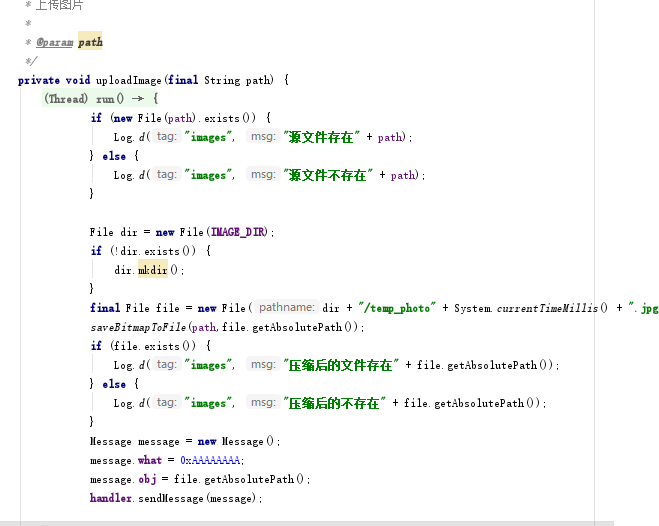 * 上传图片
*
* @param path
*/
private void uploadImage(final String path) {
(Thread) run() → {
if (new File(path).exists()) {
Log.d( tag: "images", msg: "源文件存在" + path);
} else {
Log.d( tag: "images", msg: "源文件不存在" + path);
}
File dir = new File(IMAGE_DIR);
if (!dir.exists()) {
dir.mkdir();
}
final File file = new File( pathname: dir + "/temp_photo" + System.currentTimeMillis() + ".jpg
saveBitmapToFile(path,file.getAbsolutePath());
if (file.exists()) {
Log.d( tag: "images", msg: "压缩后的文件存在" + file.getAbsolutePath());
} else {
Log.d( tag: "images", msg: "压缩后的不存在" + file.getAbsolutePath());
}
Message message = new Message();
message.what = 0xAAAAAAAA;
message.obj = file.getAbsolutePath();
handler.sendMessage(message);